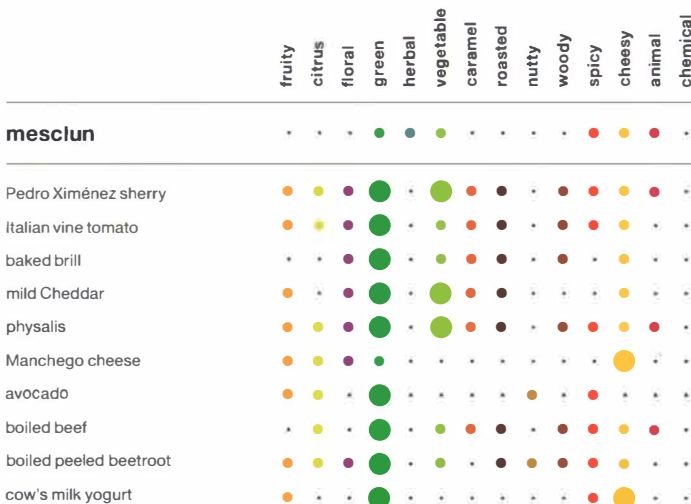 fruity citrus floral green herbal vegetable caramel roasted nutty woody spicy cheesy animal chemical
mesclun
Pedro Ximénez sherry
Italian vine tomato
baked brill
mild Cheddar
physalis
Manchego cheese
avocado
boiled beef
boiled peeled beetroot
cow's milk yogurt